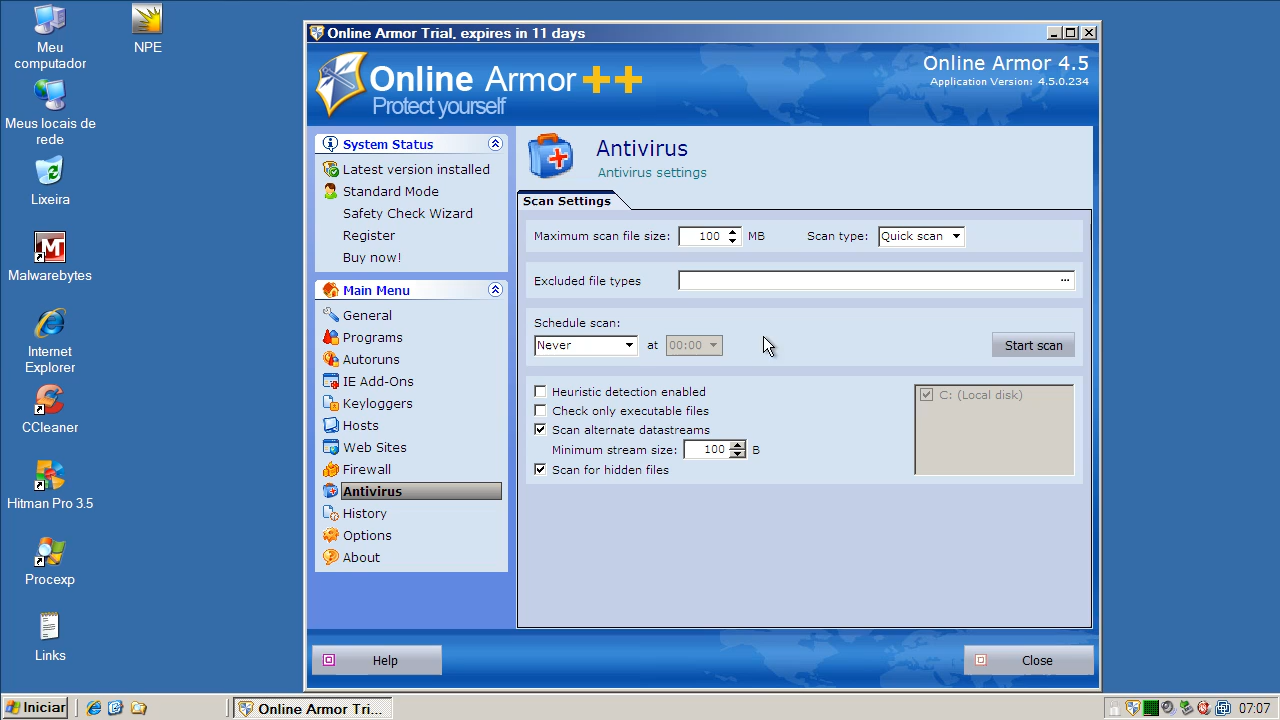 Meu
computador
NPE
Meus locais de
rede
Lixeira
Malwarebytes
Internet
Explorer
CCleaner
Hitman Pro 3.5
Procexp
Links
Online Armor Trial, expires in 11 days
Online Armor ++
Protect yourself
Online Armor 4.5
Application Version: 4.5.0.234
System Status
Latest version installed
Standard Mode
Safety Check Wizard
Register
Buy now!
Main Menu
General
Programs
Autoruns
IE Add-Ons
Keyloggers
Hosts
Web Sites
Firewall
Antivirus
History
Options
About
Antivirus
Antivirus settings
Scan Settings
Maximum scan file size: 100 MB Scan type: Quick scan
Excluded file types ...
Schedule scan:
Never at 00:00 Start scan
Heuristic detection enabled
Check only executable files
Scan alternate datastreams
Minimum stream size: 100 B
Scan for hidden files
C: (Local disk)
Help
Close
Iniciar
Online Armor Tri...
07:07